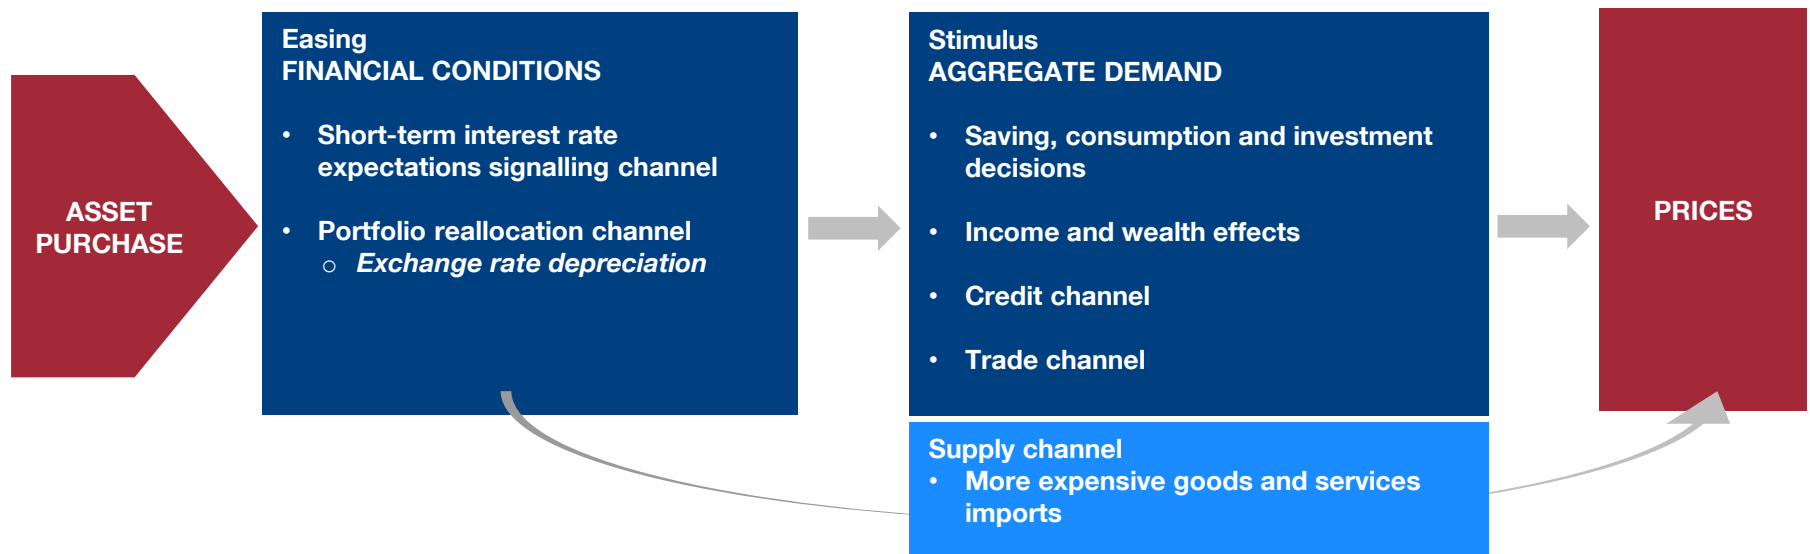 ASSET
PURCHASE
Easing
FINANCIAL CONDITIONS
• Short-term interest rate
expectations signalling channel
• Portfolio reallocation channel
○ Exchange rate depreciation
Stimulus
AGGREGATE DEMAND
• Saving, consumption and investment
decisions
• Income and wealth effects
• Credit channel
• Trade channel
Supply channel
• More expensive goods and services
imports
PRICES